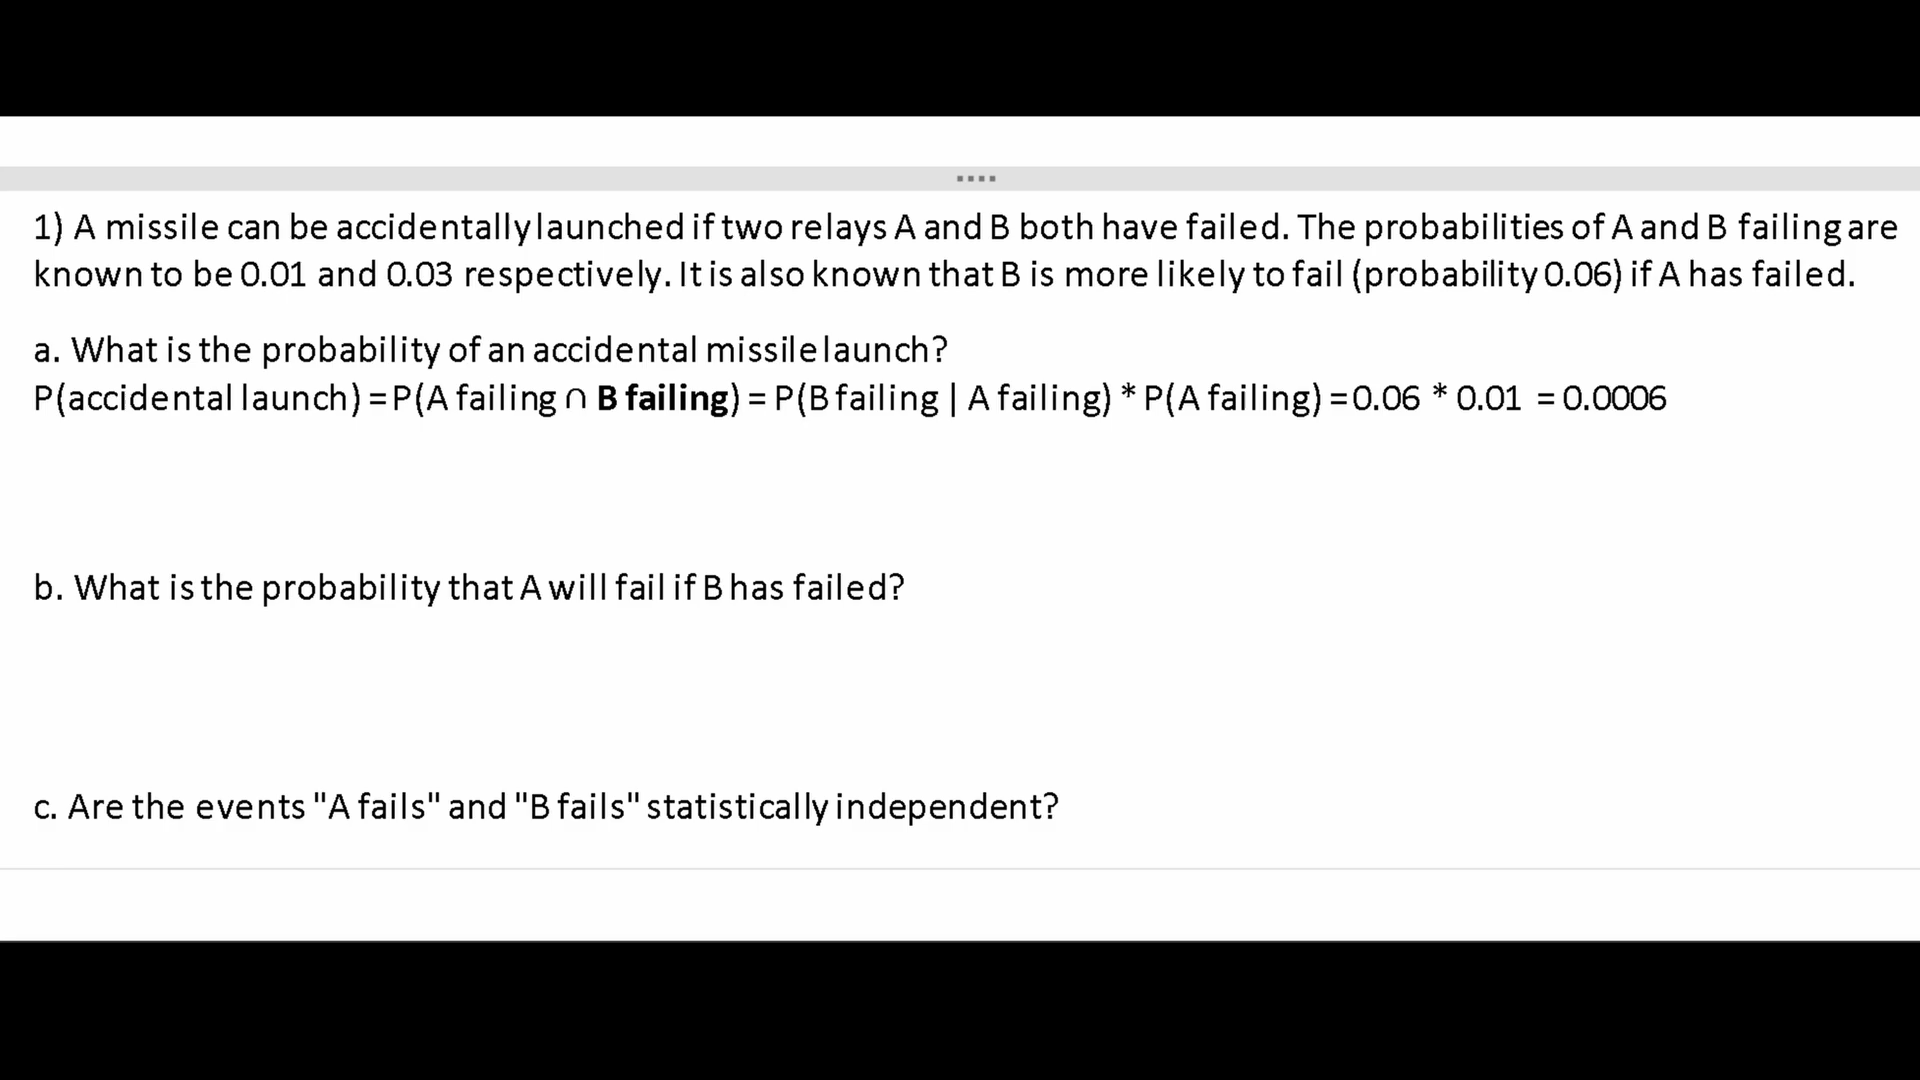 1) A missile can be accidentally launched if two relays A and B both have failed. The probabilities of A and B failing are
known to be 0.01 and 0.03 respectively. It is also known that B is more likely to fail (probability 0.06) if A has failed.
a. What is the probability of an accidental missile launch?
P(accidental launch) = P(A failing ∩ B failing) = P(B failing | A failing) * P(A failing) = 0.06 * 0.01 = 0.0006
b. What is the probability that A will fail if B has failed?
c. Are the events "A fails" and "B fails" statistically independent?